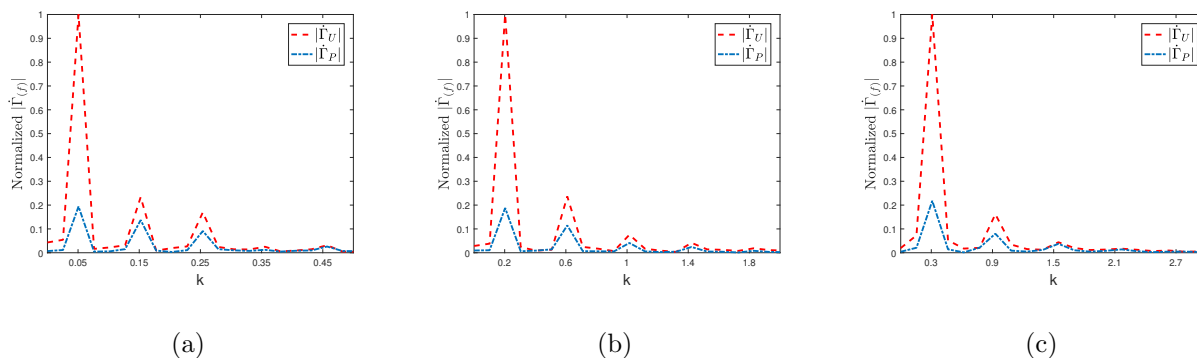 1
0.9
0.8
0.7
0.6
0.5
0.4
0.3
0.2
0.1
0
Normalized |Γ̇(f)|
0.05 0.15 0.25 0.35 0.45
k
|Γ̇U|
|Γ̇P|
(a)
1
0.9
0.8
0.7
0.6
0.5
0.4
0.3
0.2
0.1
0
Normalized |Γ̇(f)|
0.2 0.6 1 1.4 1.8
k
|Γ̇U|
|Γ̇P|
(b)
1
0.9
0.8
0.7
0.6
0.5
0.4
0.3
0.2
0.1
0
Normalized |Γ̇(f)|
0.3 0.9 1.5 2.1 2.7
k
|Γ̇U|
|Γ̇P|
(c)